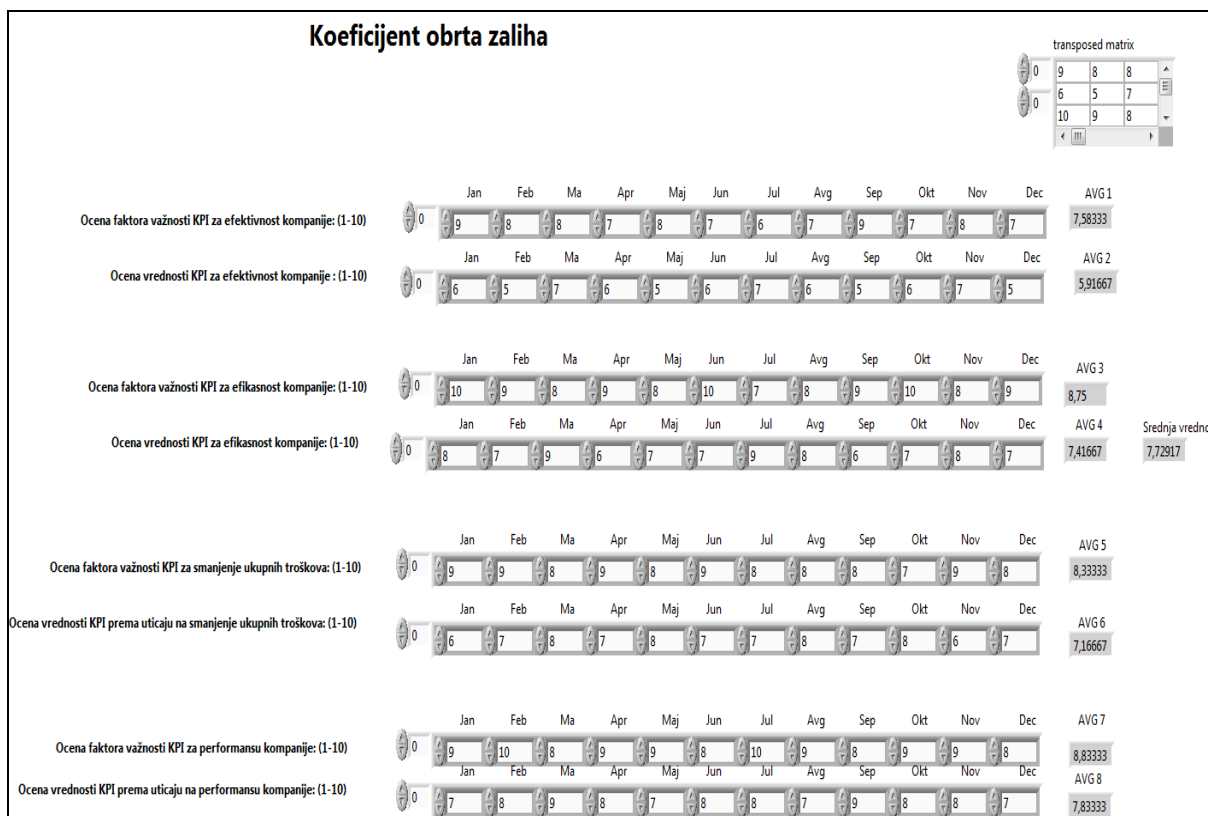 Koeficijent obrta zaliha
transposed matrix
0 9 8 8
0 6 5 7
10 9 8
Jan Feb Ma Apr Maj Jun Jul Avg Sep Okt Nov Dec AVG 1
Ocena faktora važnosti KPI za efektivnost kompanije: (1-10) 0 9 8 8 7 8 7 6 7 9 7 8 7 7,58333
Jan Feb Ma Apr Maj Jun Jul Avg Sep Okt Nov Dec AVG 2
Ocena vrednosti KPI za efektivnost kompanije : (1-10) 0 6 5 7 6 5 6 7 6 5 6 7 5 5,91667
Jan Feb Ma Apr Maj Jun Jul Avg Sep Okt Nov Dec AVG 3
Ocena faktora važnosti KPI za efikasnost kompanije: (1-10) 0 10 9 8 9 8 10 7 8 9 10 8 9 8,75
Jan Feb Ma Apr Maj Jun Jul Avg Sep Okt Nov Dec AVG 4 Srednja vredno
Ocena vrednosti KPI za efikasnost kompanije: (1-10) 0 8 7 9 6 7 7 9 8 6 7 8 7 7,41667 7,72917
Jan Feb Ma Apr Maj Jun Jul Avg Sep Okt Nov Dec AVG 5
Ocena faktora važnosti KPI za smanjenje ukupnih troškova: (1-10) 0 9 9 8 9 8 9 8 8 8 7 9 8 8,33333
Jan Feb Ma Apr Maj Jun Jul Avg Sep Okt Nov Dec AVG 6
Ocena vrednosti KPI prema uticaju na smanjenje ukupnih troškova: (1-10) 0 6 7 8 7 7 7 8 8 7 8 6 7 7,16667
Jan Feb Ma Apr Maj Jun Jul Avg Sep Okt Nov Dec AVG 7
Ocena faktora važnosti KPI za performansu kompanije: (1-10) 0 9 10 8 9 9 8 10 9 8 9 9 8 8,83333
Jan Feb Ma Apr Maj Jun Jul Avg Sep Okt Nov Dec AVG 8
Ocena vrednosti KPI prema uticaju na performansu kompanije: (1-10) 0 7 8 9 8 7 8 8 7 9 8 8 7 7,83333